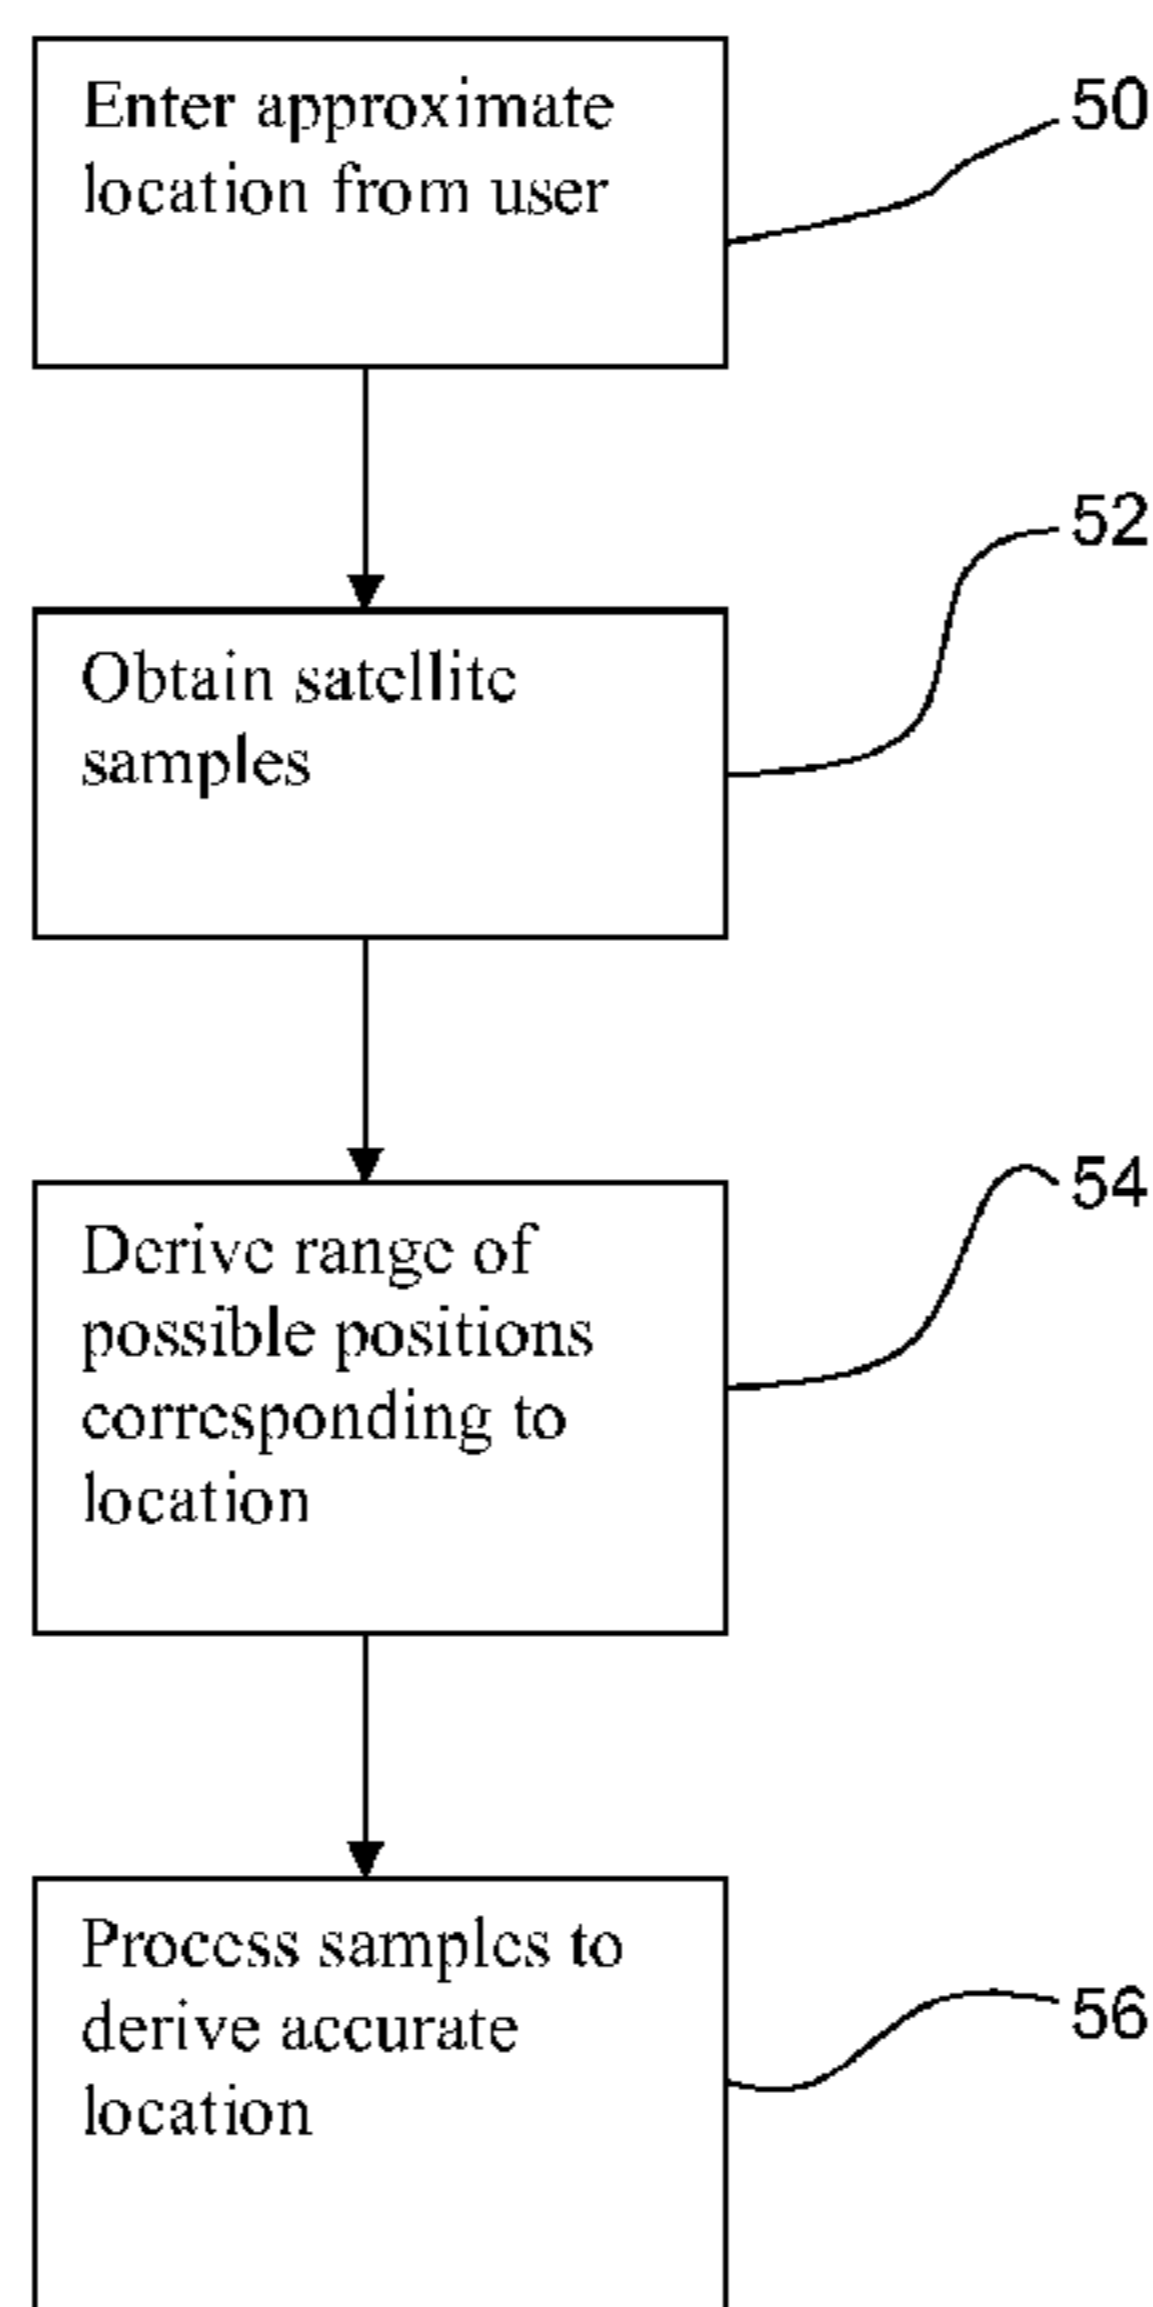 Enter approximate
location from user
50
52
Obtain satellite
samples
54
Derive range of
possible positions
corresponding to
location
Process samples to
derive accurate
location
56